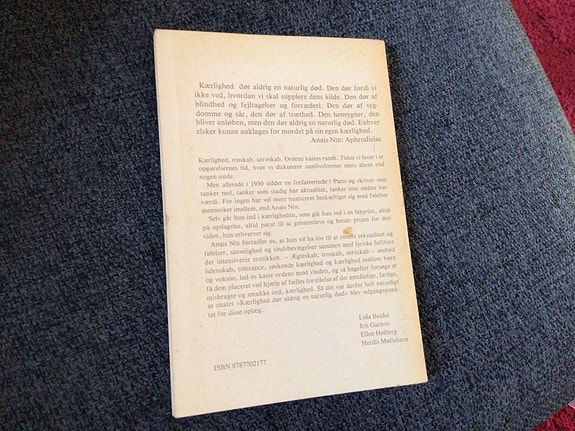 Kærlighed dør aldrig en naturlig død. Den dør fordi vi
ikke ved, hvordan vi skal supplere dens kilde. Den dør af
blindhed og fejltagelser og forræderi. Den dør af syg-
domme og sår, den dør af træthed. Den hensygner, den
bliver anløben, men den dør aldrig en naturlig død. Enhver
elsker kunne anklages for mordet på sin egen kærlighed.
Anais Nin: Aphrodisiac
Kærlighed, troskab, utroskab. Ordene kastes rundt. Tiden vi lever i er
opgørelsernes tid, hvor vi diskuterer samlivsformer mere åbent end
nogen sinde.
Men allerede i 1930 sidder en forfatterinde i Paris og skriver sine
tanker ned, tanker som stadig har aktualitet, tanker som endnu har
værdi. For ingen har vel mere nuanceret beskæftiget sig med følelser
mennesker imellem, end Anais Nin.
Selv går hun ind i kærligheden, som gik hun ind i en labyrint, altid
på opdagelse, altid parat til at gennemleve og betale prisen for den
viden, hun erhverver sig.
Anais Nin fortæller os, at hun vil ha lov til at smelte seksualitet og
følelser, sanselighed og sindsbevægelser sammen med lyriske lufttoner
der intensiverer erotikken. – Ægteskab, troskab, utroskab –
lidenskab, tolerance, søskende kærlighed og kærlighed mellem børn
og voksne, lad os kaste ordene mod vinden, og så bagefter forsøge at
få dem placeret ved hjælp af fælles forståelse af det umådelige, farlige,
misbrugte og smukke ord, kærlighed. Så det var derfor helt naturligt
at citatet »Kærlighed dør aldrig en naturlig død« blev udgangspunk-
tet for disse oplæg.
Lola Baidel
Iris Garnov
Ellen Heiberg
Herdis Møllehave
ISBN 8787702177